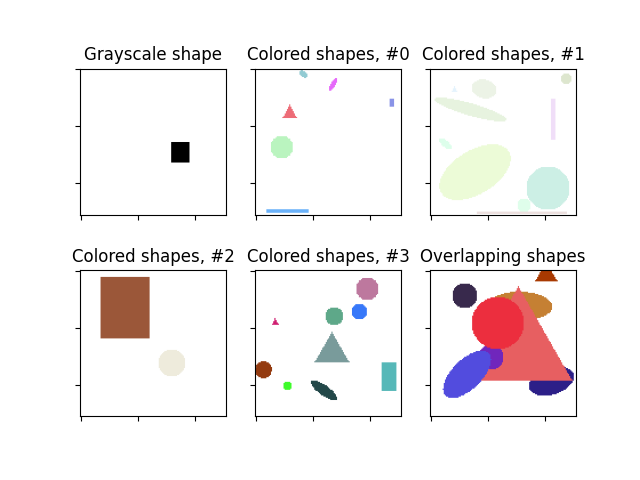 Grayscale shape
Colored shapes, #0
Colored shapes, #1
Colored shapes, #2
Colored shapes, #3
Overlapping shapes